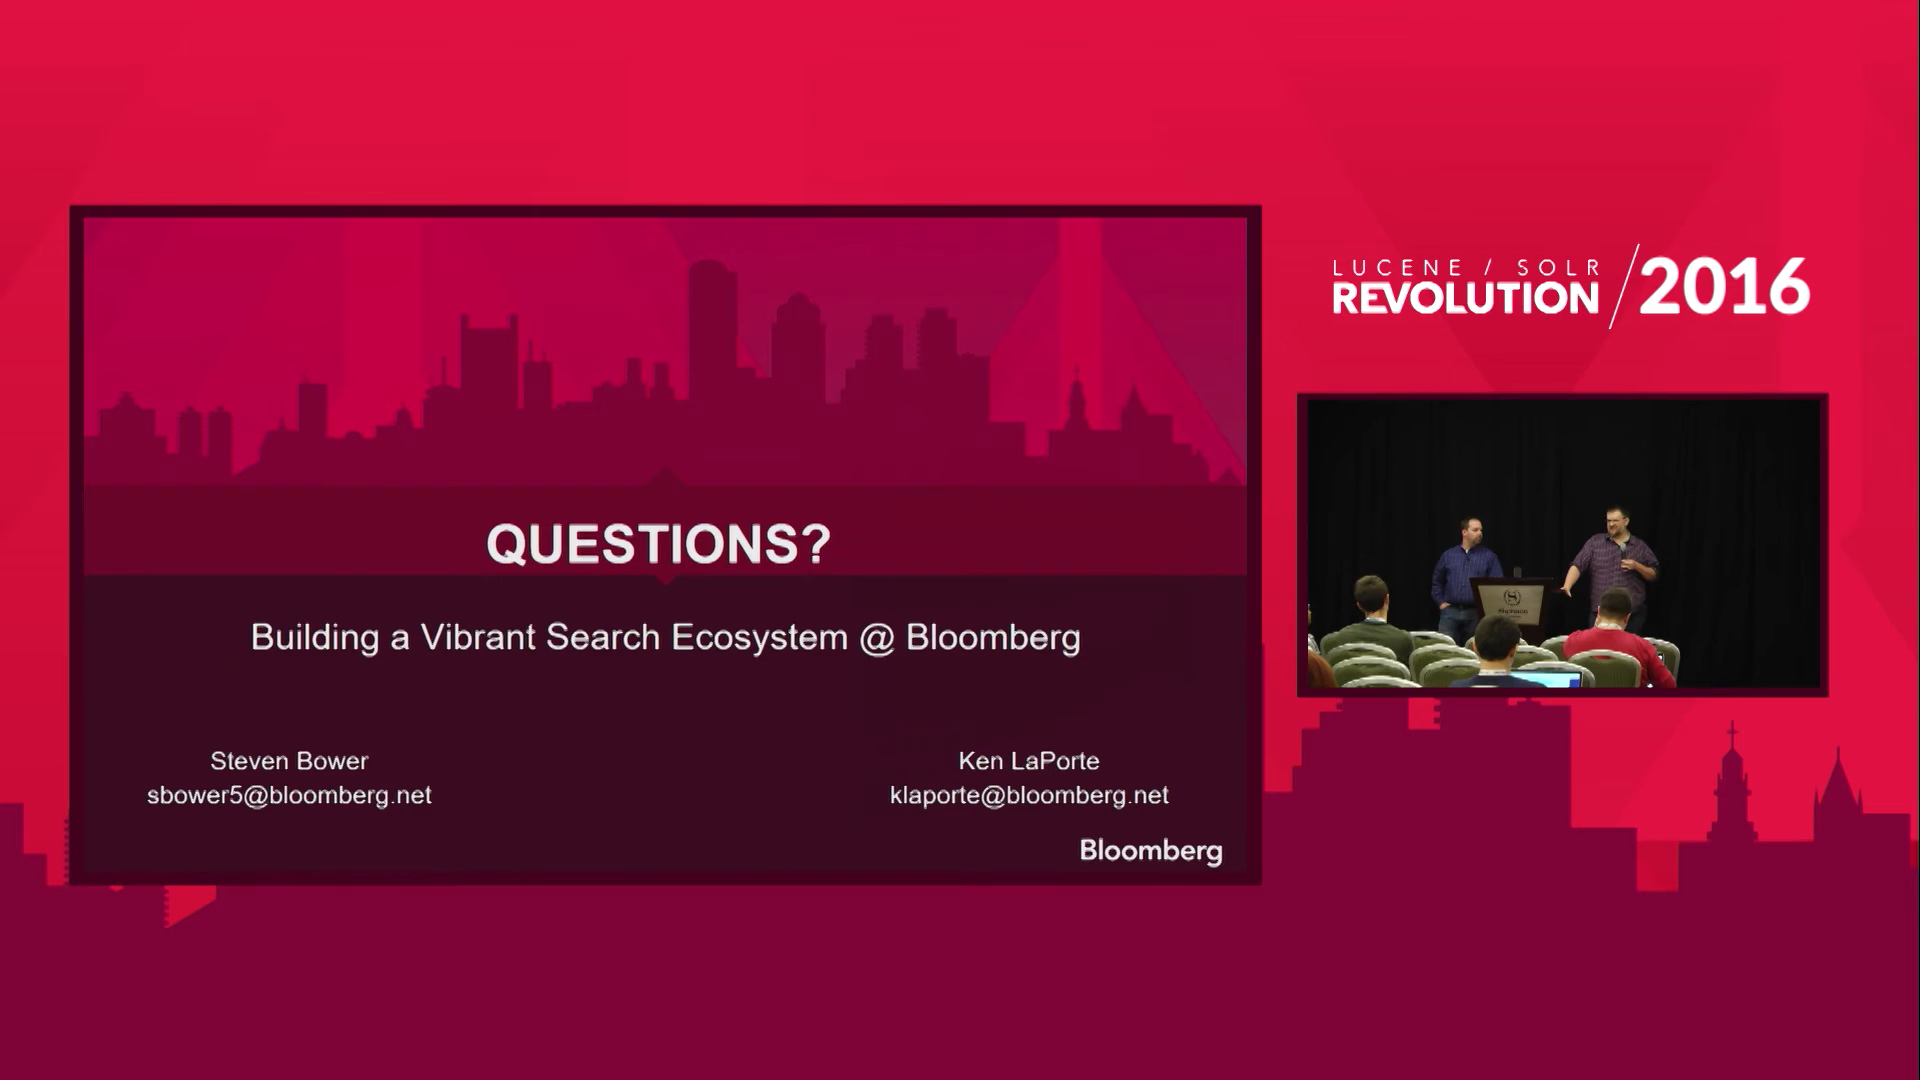 LUCENE / SOLR
REVOLUTION / 2016
QUESTIONS?
Building a Vibrant Search Ecosystem @ Bloomberg
Steven Bower
sbower5@bloomberg.net
Ken LaPorte
klaporte@bloomberg.net
Bloomberg
Sheraton